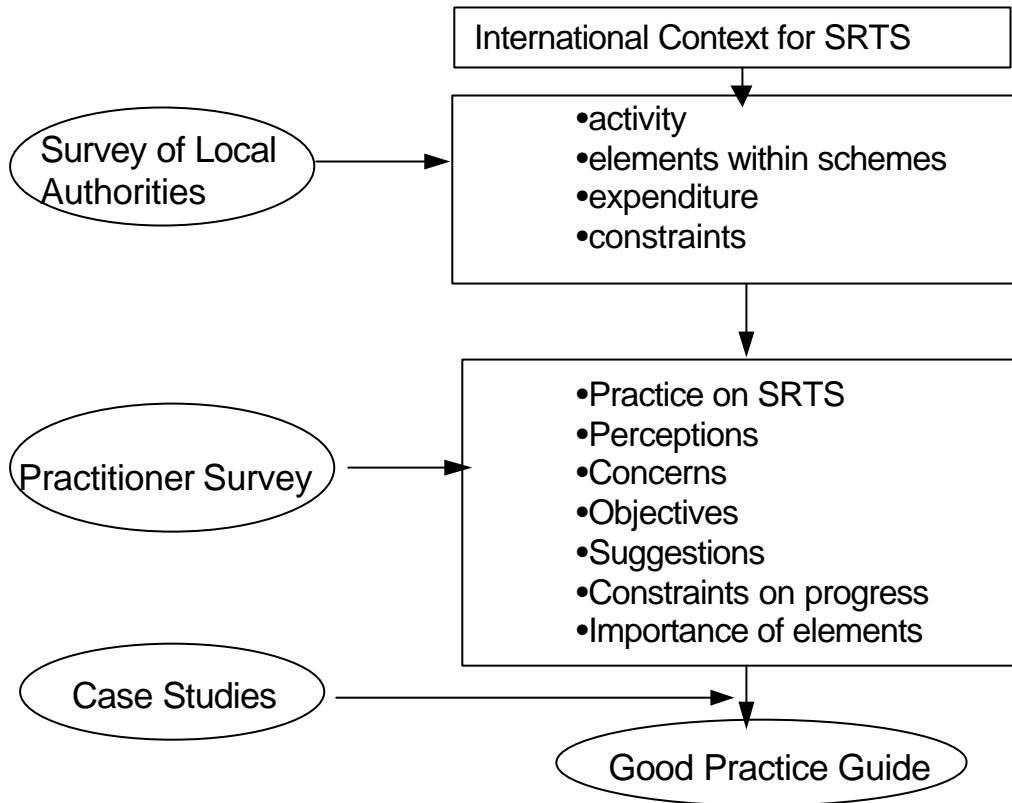 International Context for SRTS
Survey of Local
Authorities
•activity
•elements within schemes
•expenditure
•constraints
Practitioner Survey
•Practice on SRTS
•Perceptions
•Concerns
•Objectives
•Suggestions
•Constraints on progress
•Importance of elements
Case Studies
Good Practice Guide